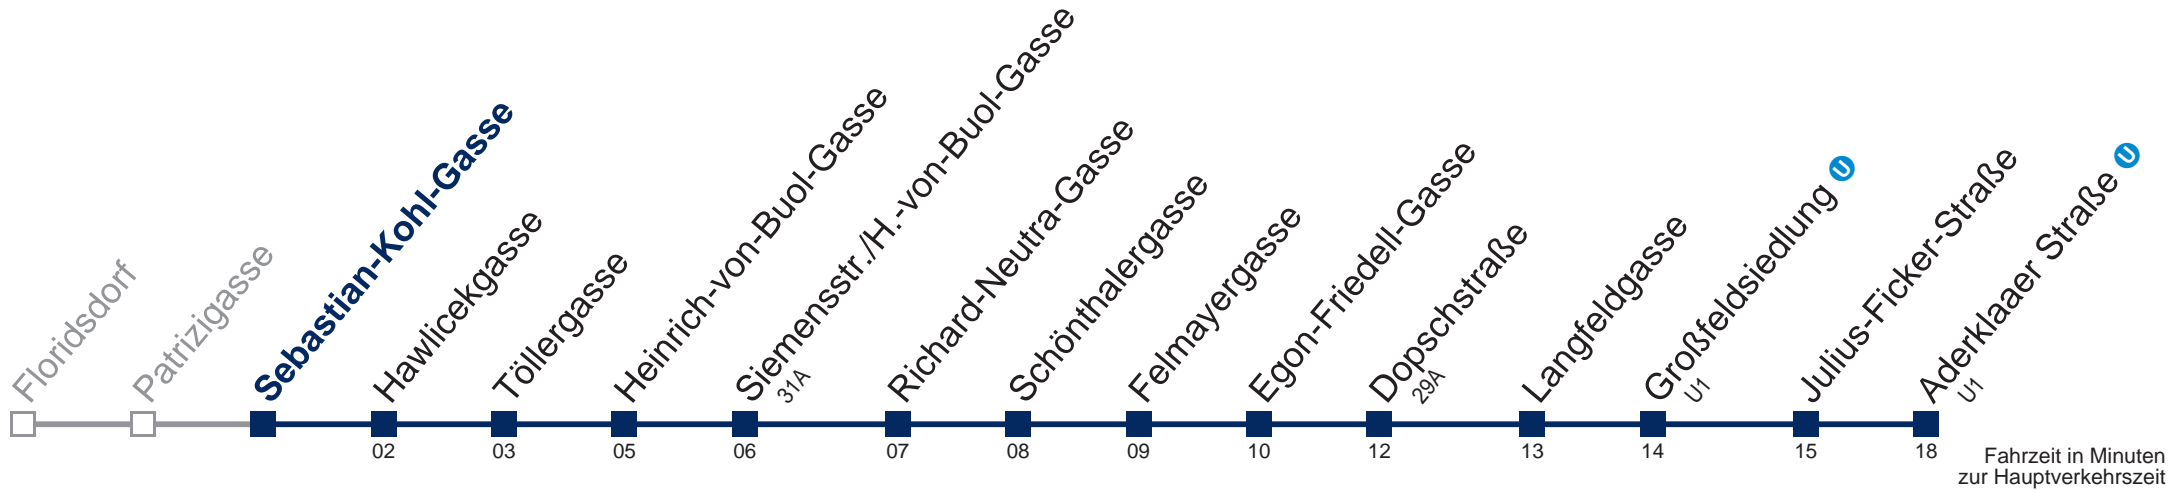 Floridsdorf
Patrizigasse
Sebastian-Kohl-Gasse
Hawlicekgasse
02
Töllergasse
03
Heinrich-von-Buol-Gasse
05
Siemensstr./H.-von-Buol-Gasse
31A
06
Richard-Neutra-Gasse
07
Schönthalergasse
08
Felmayergasse
09
Egon-Friedell-Gasse
10
Dopschstraße
29A
12
Langfeldgasse
13
Großfeldsiedlung U
U1
14
Julius-Ficker-Straße
15
Aderklaaer Straße U
U1
18
Fahrzeit in Minuten
zur Hauptverkehrszeit